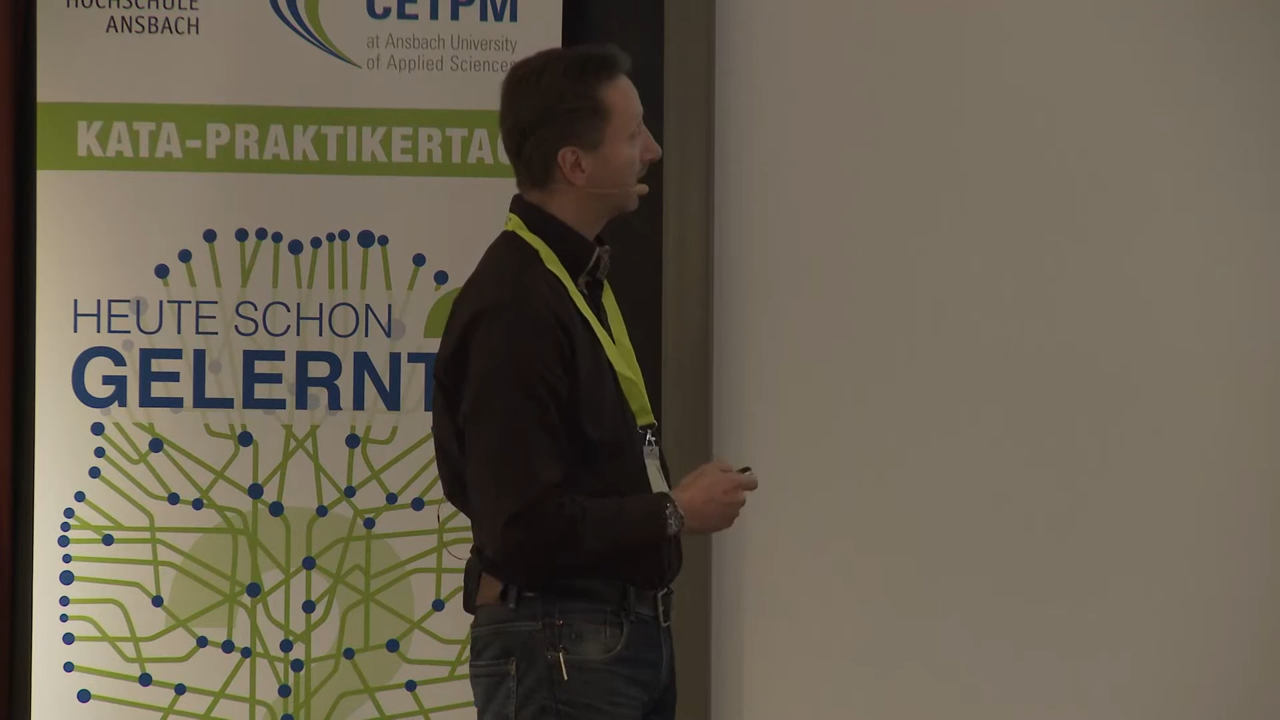 HOCHSCHULE
ANSBACH
CETPM
at Ansbach University
of Applied Sciences
KATA-PRAKTIKERTAG
HEUTE SCHON
GELERNT